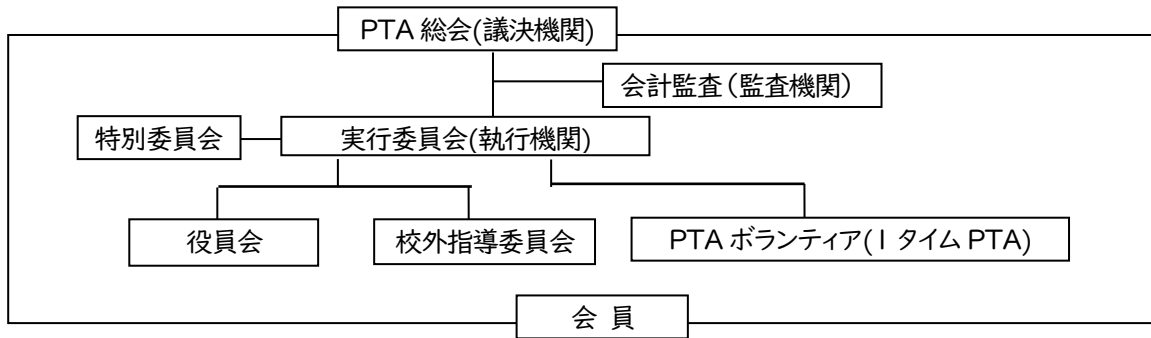 PTA 総会(議決機関)
会計監査(監査機関)
特別委員会
実行委員会(執行機関)
役員会
校外指導委員会
PTA ボランティア(1 タイム PTA)
会 員